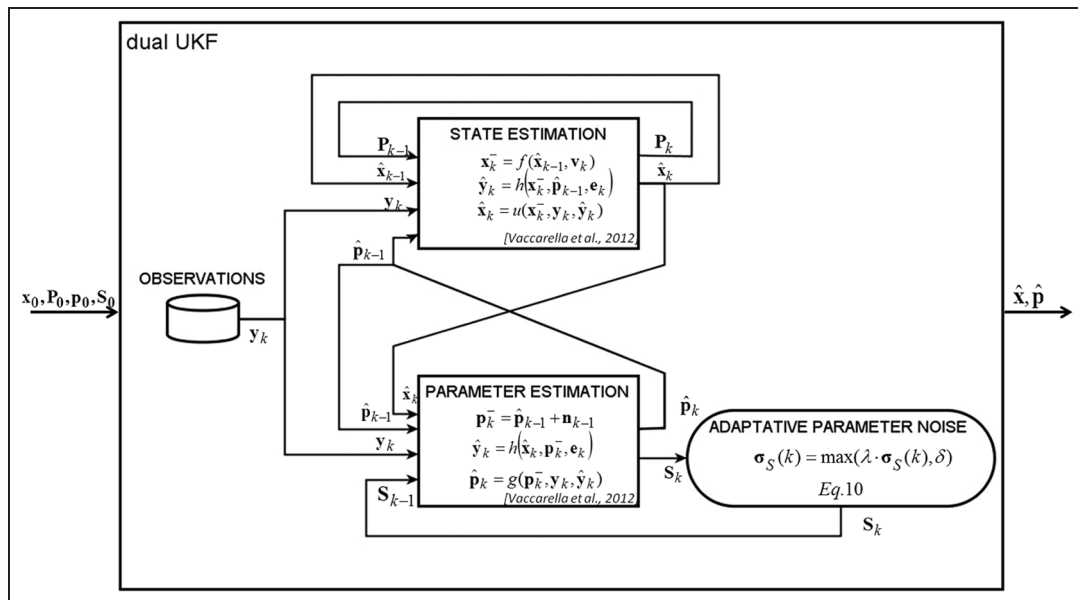 dual UKF
STATE ESTIMATION
P_{k-1}
x̂_{k-1}
y_k
p̂_{k-1}
x_k^- = f(x̂_{k-1}, v_k)
ŷ_k = h(x_k^-, p̂_{k-1}, e_k)
x̂_k = u(x_k^-, y_k, ŷ_k)
[Vaccarella et al., 2012]
P_k
x̂_k
OBSERVATIONS
x_0, P_0, p_0, S_0
y_k
x̂, p̂
PARAMETER ESTIMATION
x̂_k
p̂_{k-1}
y_k
S_{k-1}
p_k^- = p̂_{k-1} + n_{k-1}
ŷ_k = h(x̂_k, p_k^-, e_k)
p̂_k = g(p_k^-, y_k, ŷ_k)
[Vaccarella et al., 2012]
p̂_k
S_k
ADAPTATIVE PARAMETER NOISE
σ_S(k) = max(λ·σ_S(k), δ)
Eq.10
S_k